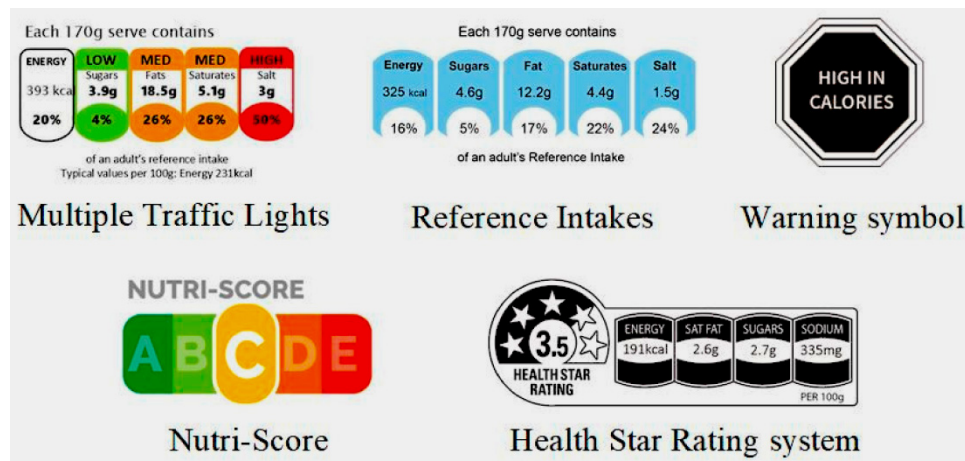 Each 170g serve contains
ENERGY LOW MED MED HIGH
Sugars Fats Saturates Salt
393 kcal 3.9g 18.5g 5.1g 3g
20% 4% 26% 26% 50%
of an adult's reference intake
Typical values per 100g: Energy 231kcal
Multiple Traffic Lights
Each 170g serve contains
Energy Sugars Fat Saturates Salt
325 kcal 4.6g 12.2g 4.4g 1.5g
16% 5% 17% 22% 24%
of an adult's Reference Intake
Reference Intakes
HIGH IN
CALORIES
Warning symbol
NUTRI-SCORE
A B C D E
Nutri-Score
3.5
HEALTH STAR
RATING
ENERGY SAT FAT SUGARS SODIUM
191kcal 2.6g 2.7g 335mg
PER 100g
Health Star Rating system